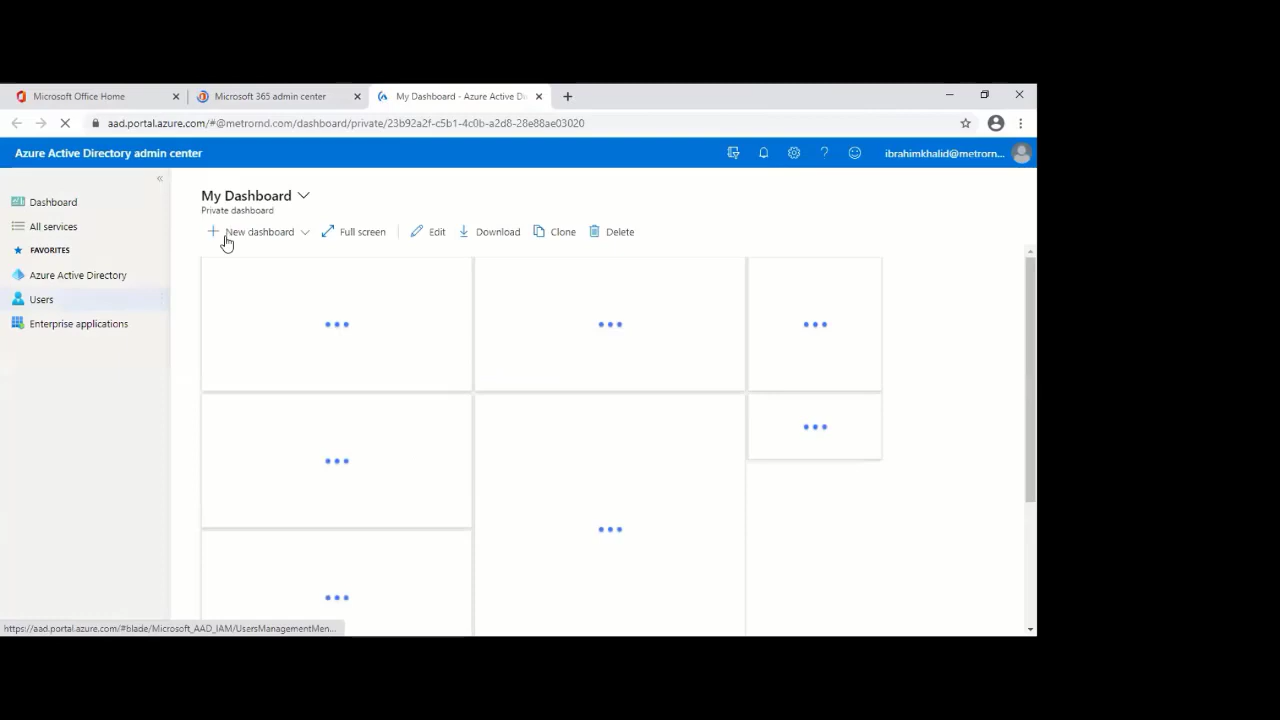 Microsoft Office Home
Microsoft 365 admin center
My Dashboard - Azure Active Di
aad.portal.azure.com/#@metrornd.com/dashboard/private/23b92a2f-c5b1-4c0b-a2d8-28e88ae03020
Azure Active Directory admin center
ibrahimkhalid@metrorn...
Dashboard
All services
FAVORITES
Azure Active Directory
Users
Enterprise applications
My Dashboard
Private dashboard
New dashboard
Full screen
Edit
Download
Clone
Delete
https://aad.portal.azure.com/#blade/Microsoft_AAD_IAM/UsersManagementMen...